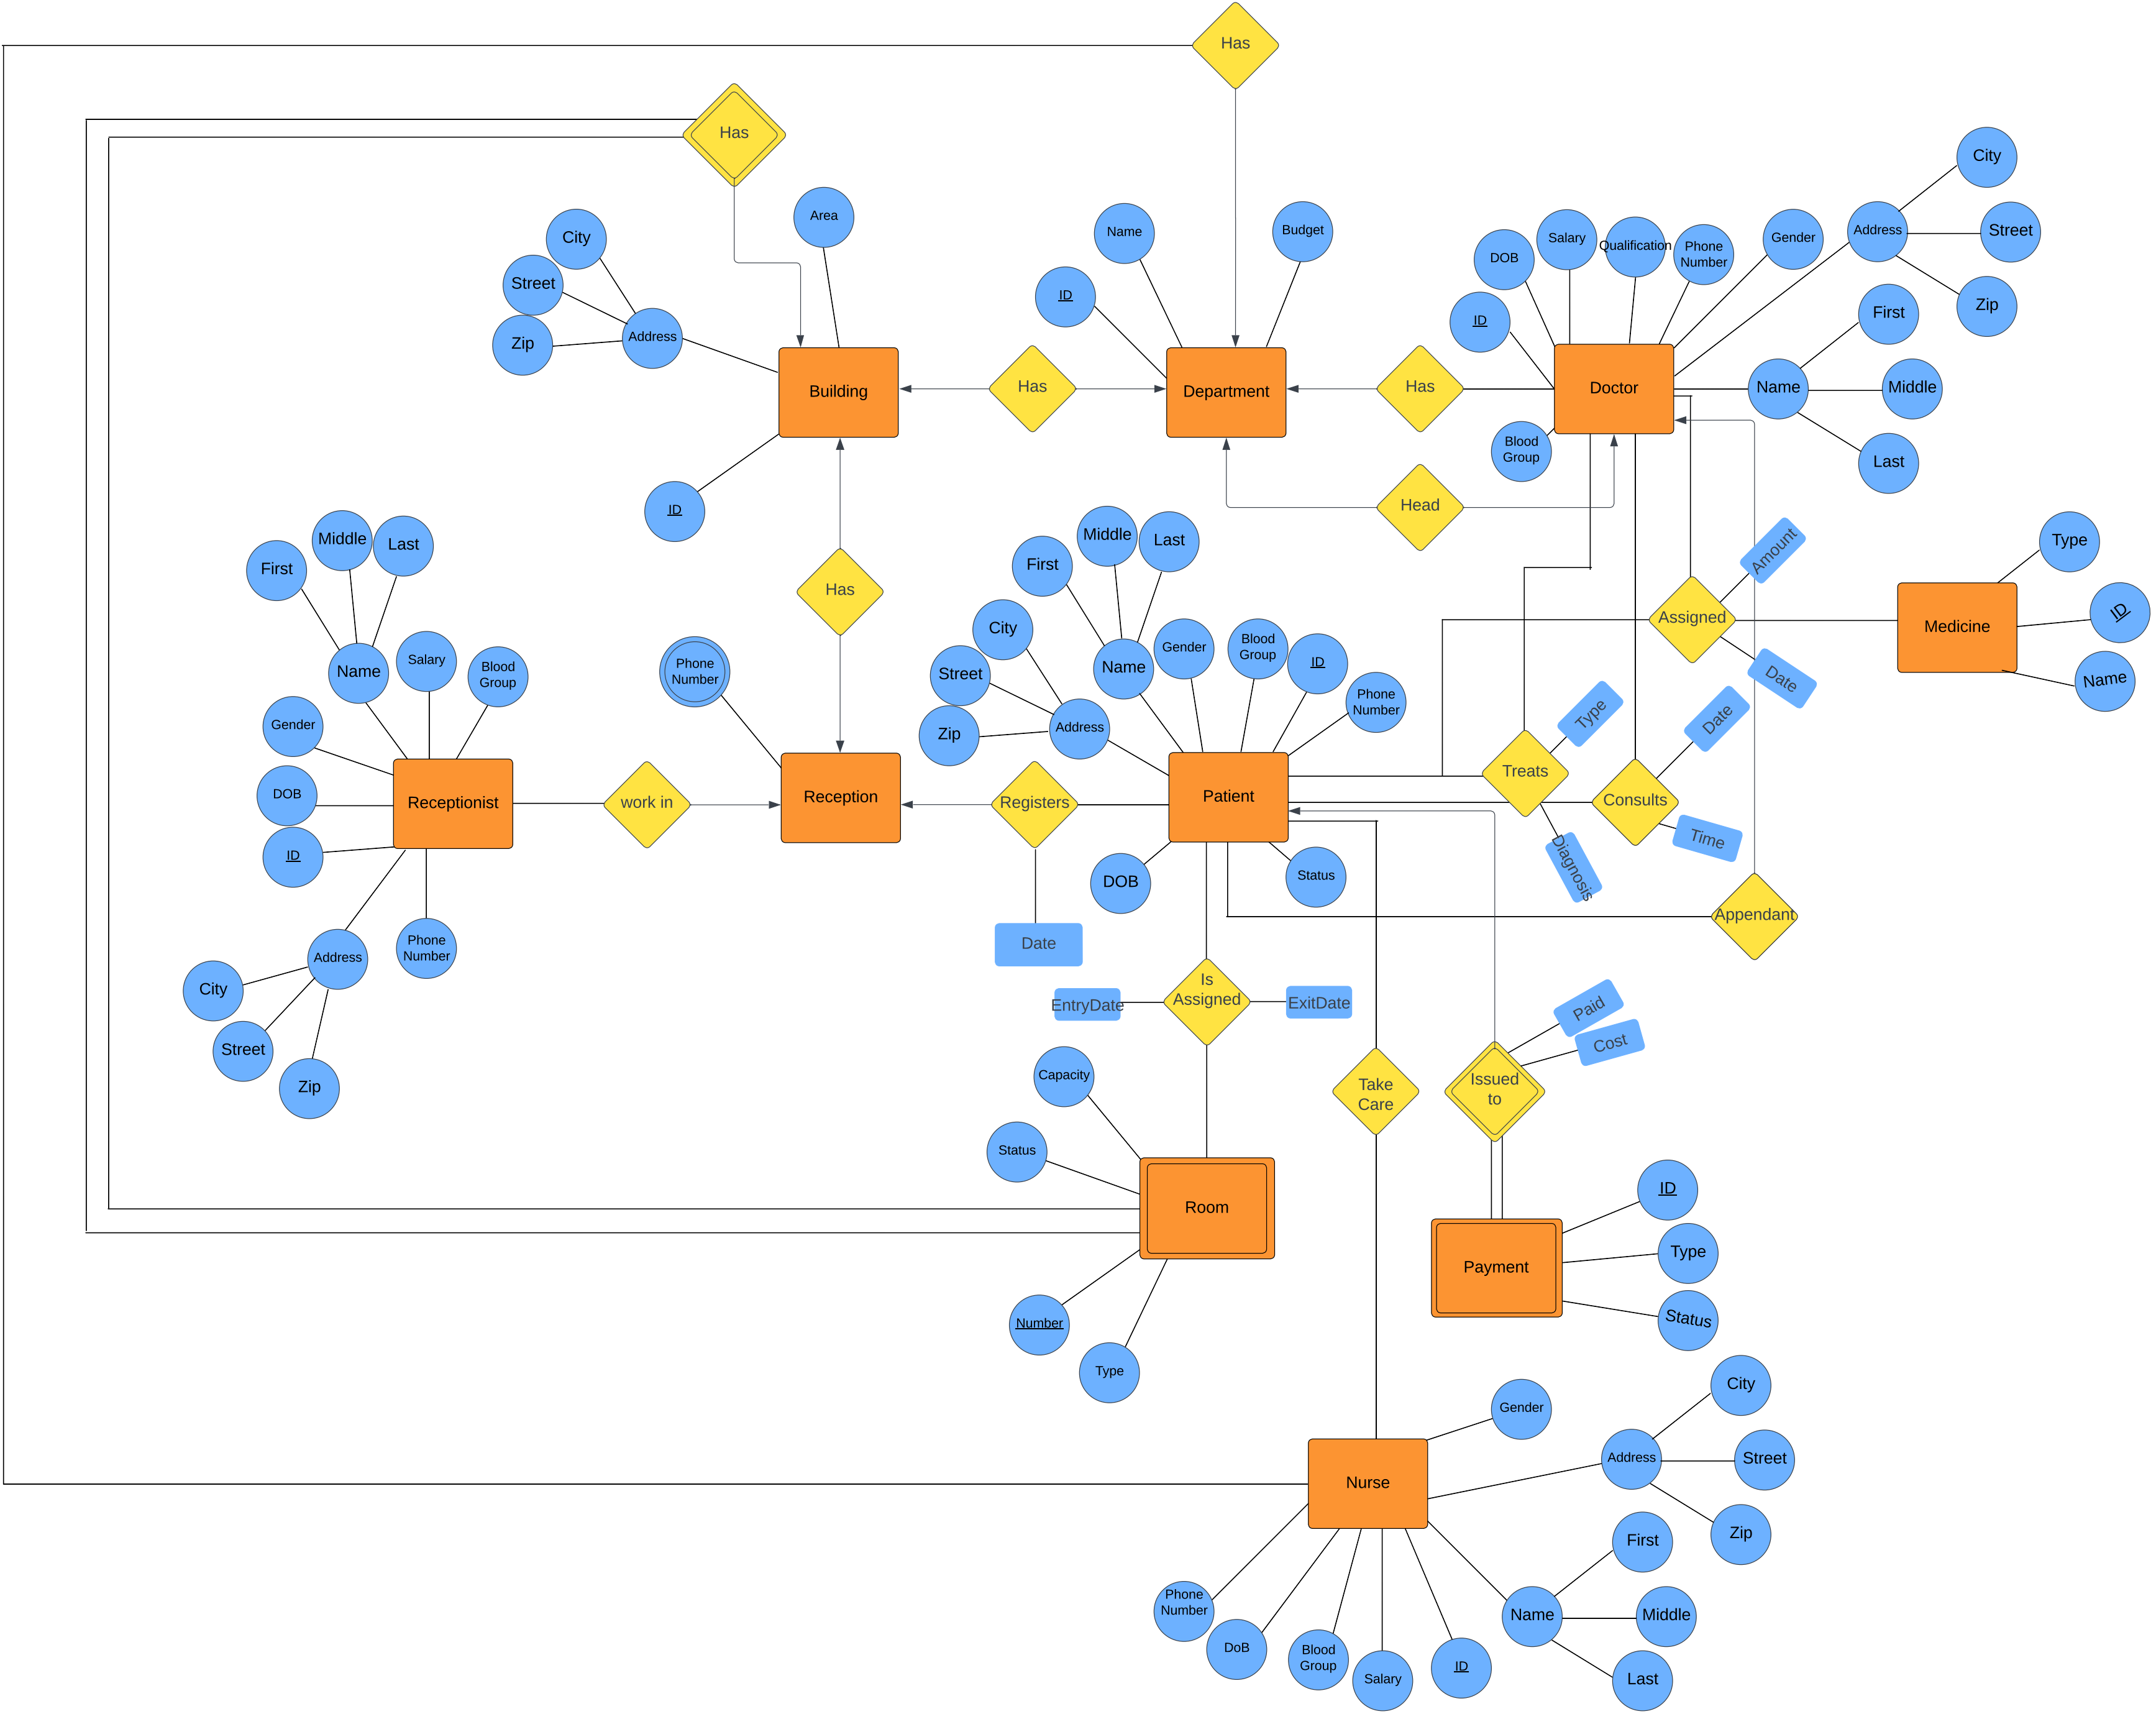 Has
Has
City
Area
Name
Budget
DOB
Salary
Qualification
Phone
Number
Gender
Address
Street
City
Street
Zip
Address
ID
ID
Zip
First
Building
Has
Department
Has
Doctor
Name
Middle
Blood
Group
Last
ID
Head
First
Middle
Last
First
Middle
Last
Amount
Type
Has
Assigned
Medicine
ID
Name
Name
Salary
Blood
Group
Gender
Phone
Number
City
Street
Zip
Address
Name
Gender
Blood
Group
ID
Phone
Number
Type
Date
Date
DOB
ID
Receptionist
work in
Reception
Registers
Patient
Treats
Consults
Time
Diagnosis
DOB
Status
Appendant
Date
Address
Phone
Number
City
Street
Zip
Is
Assigned
EntryDate
ExitDate
Paid
Cost
Capacity
Take
Care
Issued
to
Status
Room
ID
Type
Payment
Status
Number
Type
Gender
City
Address
Street
Zip
Nurse
First
Phone
Number
Name
Middle
DoB
Blood
Group
Salary
ID
Last